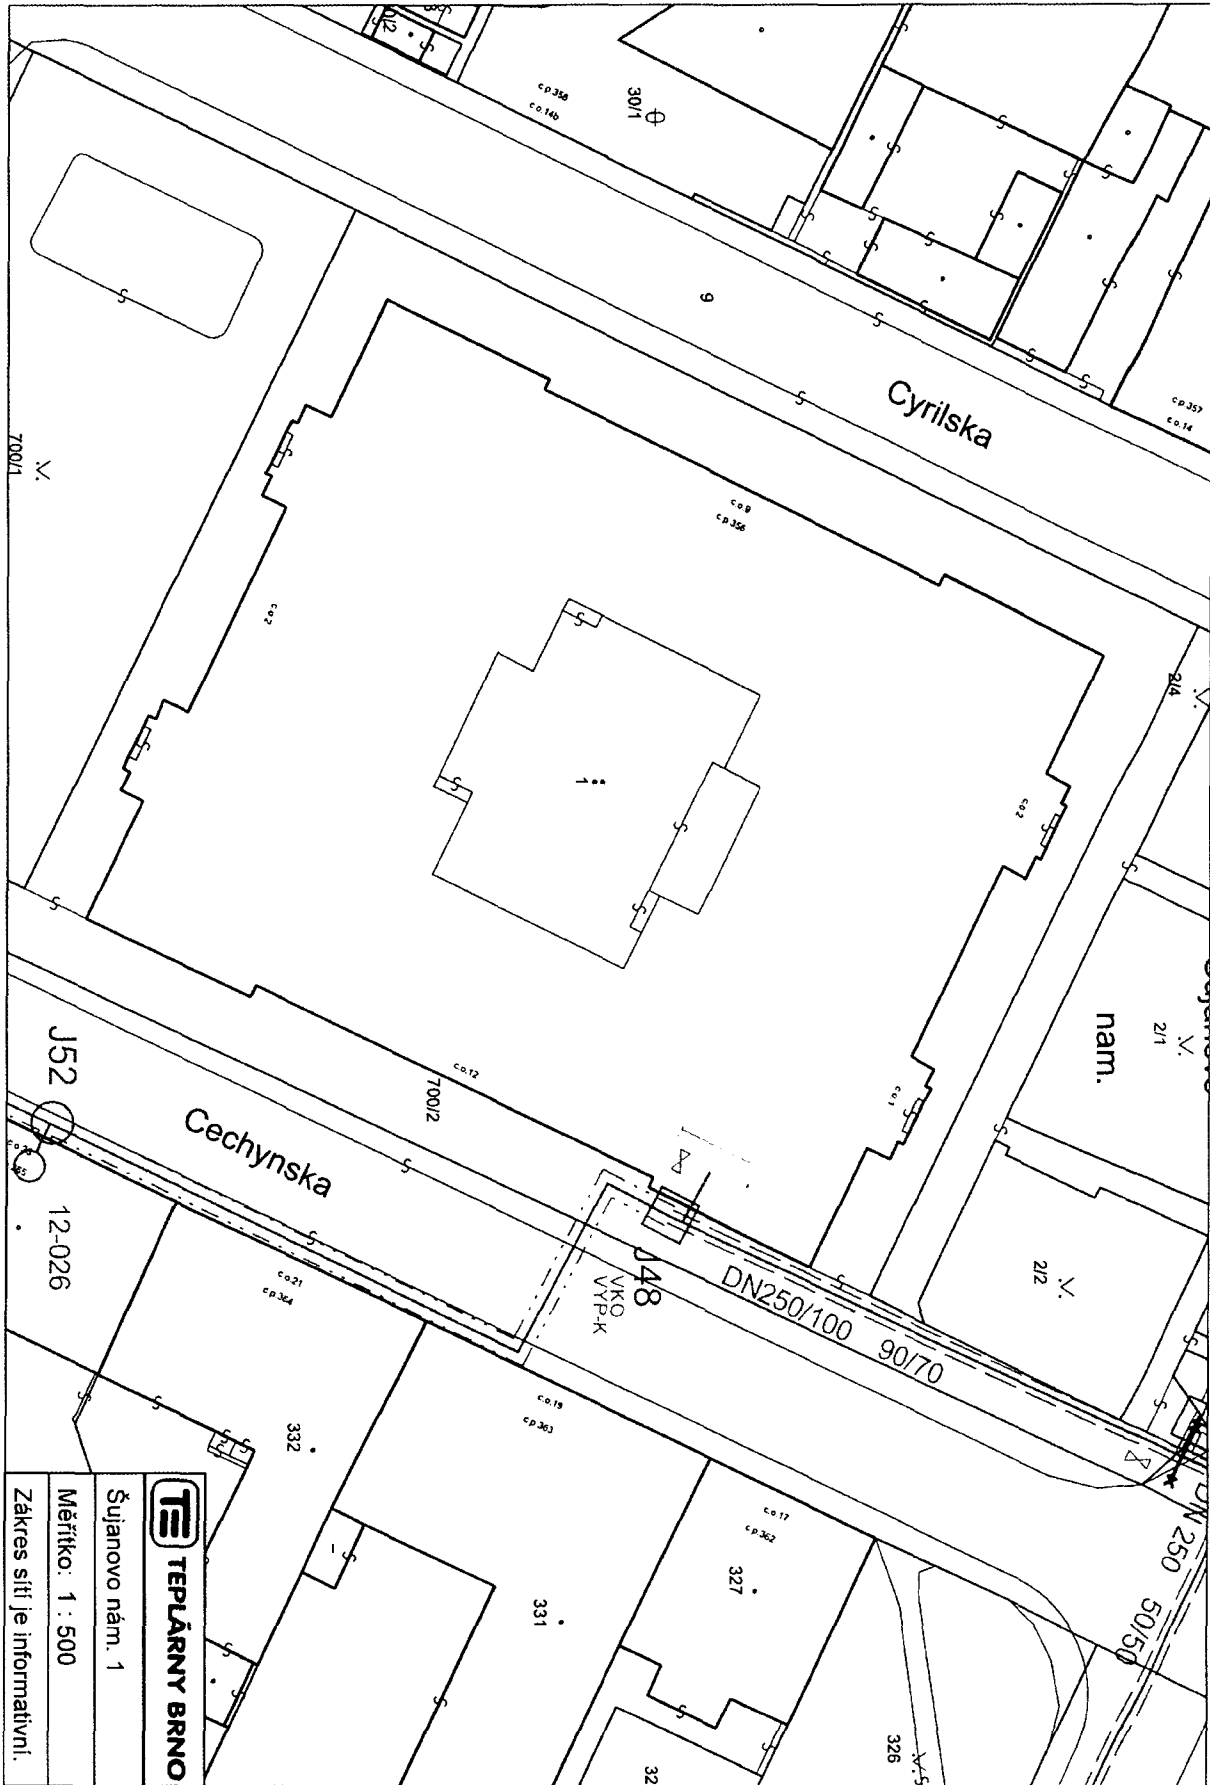 c.p.358
c.o.14b
30/1
9
Cyrilska
c.p.357
c.o.14
700/1
c.o.9
c.p.356
c.o.2
1
c.o.2
2/4
nam.
2/1
c.o.1
2/2
c.o.12
700/2
J52
Cechynska
12-026
J48
VKO
VYP-K
DN250/100 90/70
DN 250 50/50
c.o.21
c.p.364
c.o.19
c.p.363
c.o.17
c.p.362
332
331
327
326
TEPLÁRNY BRNO
Šujanovo nám. 1
Měřítko: 1 : 500
Zákres sítí je informativní.